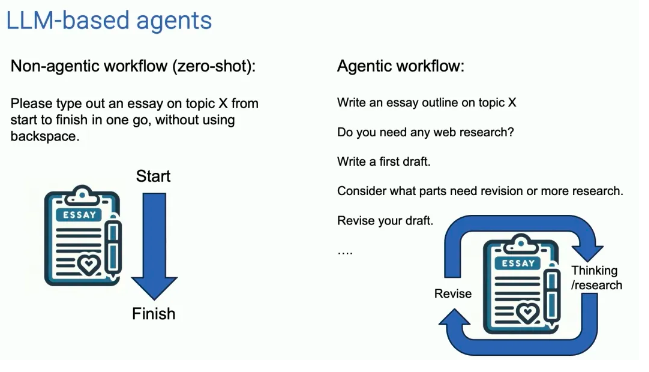 LLM-based agents
Non-agentic workflow (zero-shot):
Please type out an essay on topic X from
start to finish in one go, without using
backspace.
Start
ESSAY
Finish
Agentic workflow:
Write an essay outline on topic X
Do you need any web research?
Write a first draft.
Consider what parts need revision or more research.
Revise your draft.
....
ESSAY
Thinking
/research
Revise